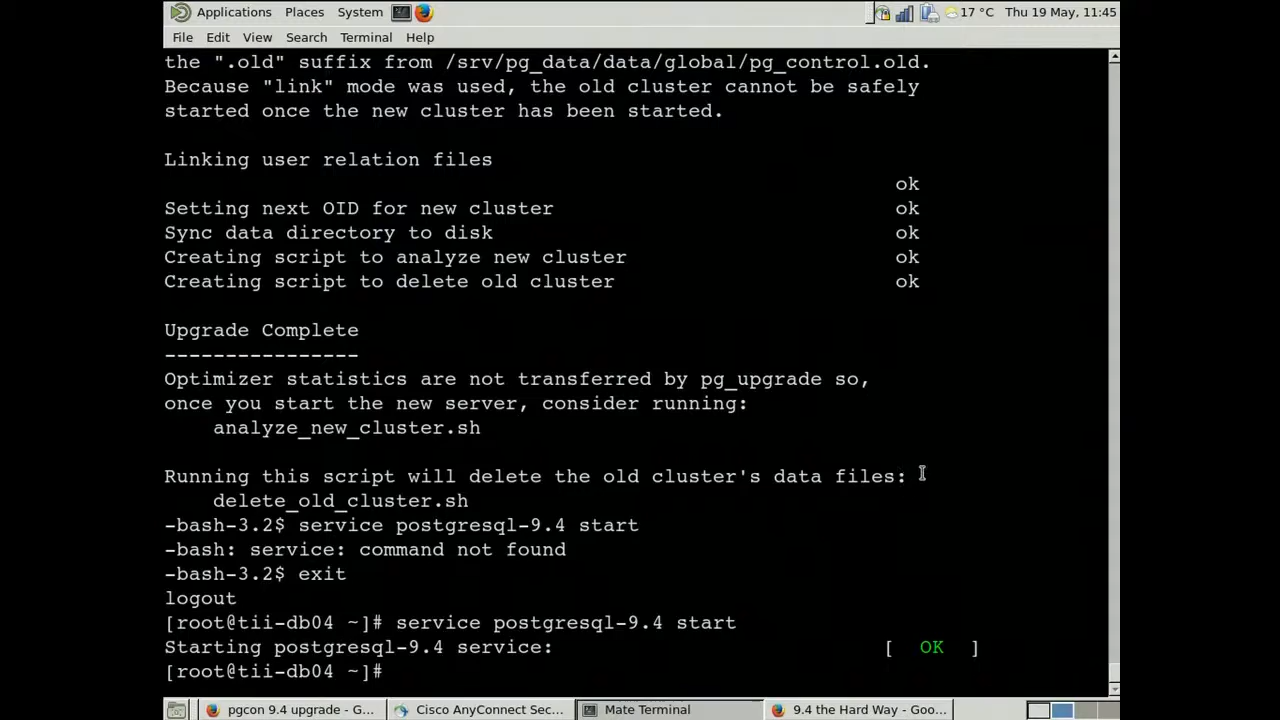 Applications Places System 17 °C Thu 19 May, 11:45
File Edit View Search Terminal Help
the ".old" suffix from /srv/pg_data/data/global/pg_control.old.
Because "link" mode was used, the old cluster cannot be safely
started once the new cluster has been started.
Linking user relation files
ok
Setting next OID for new cluster ok
Sync data directory to disk ok
Creating script to analyze new cluster ok
Creating script to delete old cluster ok
Upgrade Complete
----------------
Optimizer statistics are not transferred by pg_upgrade so,
once you start the new server, consider running:
analyze_new_cluster.sh
Running this script will delete the old cluster's data files:
delete_old_cluster.sh
-bash-3.2$ service postgresql-9.4 start
-bash: service: command not found
-bash-3.2$ exit
logout
[root@tii-db04 ~]# service postgresql-9.4 start
Starting postgresql-9.4 service: [ OK ]
[root@tii-db04 ~]#
pgcon 9.4 upgrade - G... Cisco AnyConnect Sec... Mate Terminal 9.4 the Hard Way - Goo...